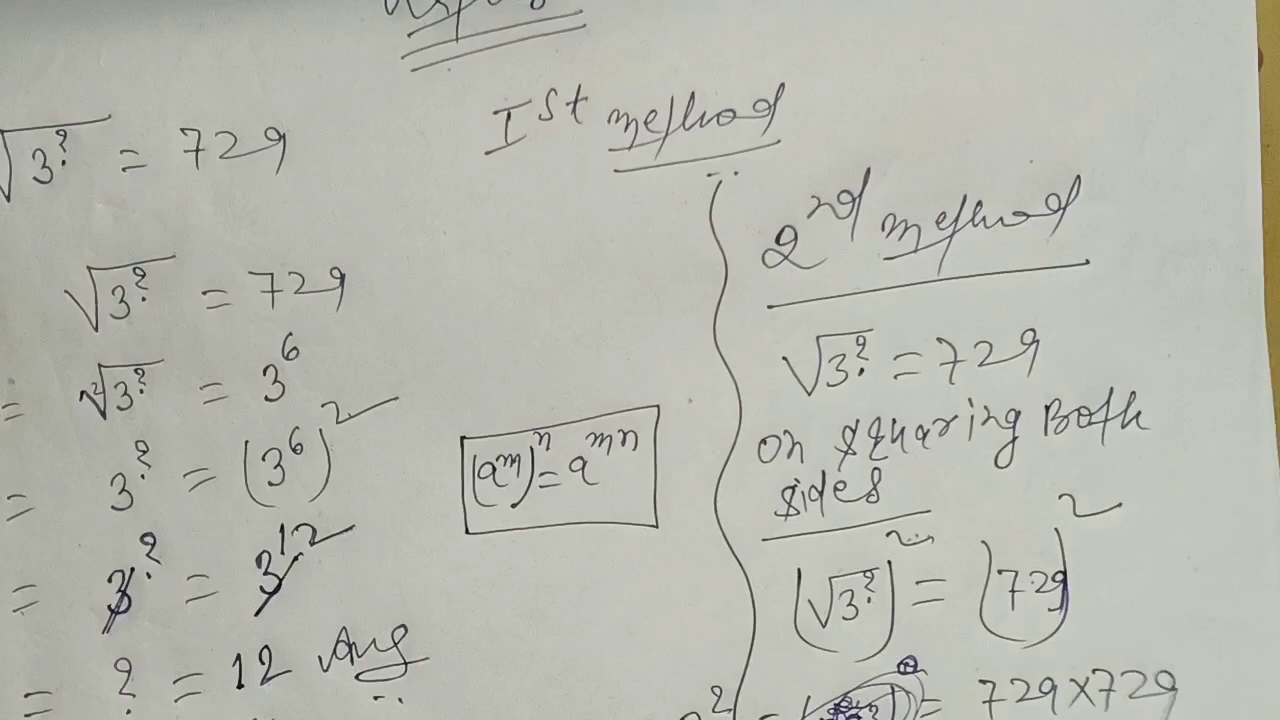 Ist method
√3? = 729
√3? = 729
= ²√3? = 3⁶
= 3? = (3⁶)²
(aᵐ)ⁿ = aᵐⁿ
= 3? = 3¹²
= ? = 12 Ans
2nd method
√3? = 729
on squaring Both
sides
(√3?)² = (729)²
= 729×729